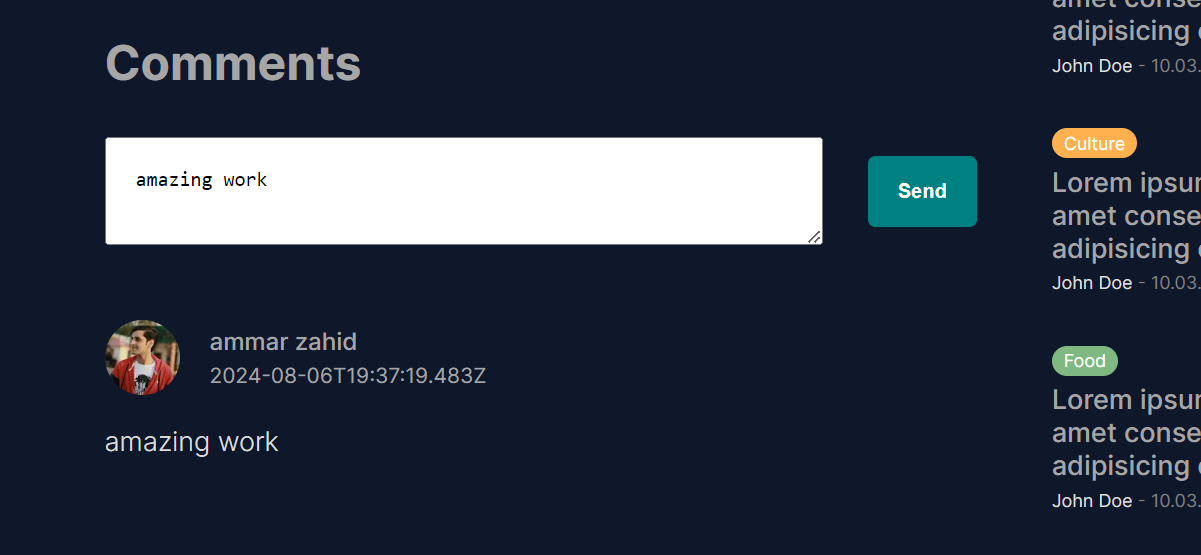 Comments
amazing work
Send
ammar zahid
2024-08-06T19:37:19.483Z
amazing work
amet conse
adipisicing
John Doe - 10.03.
Culture
Lorem ipsur
amet conse
adipisicing
John Doe - 10.03.
Food
Lorem ipsur
amet conse
adipisicing
John Doe - 10.03.